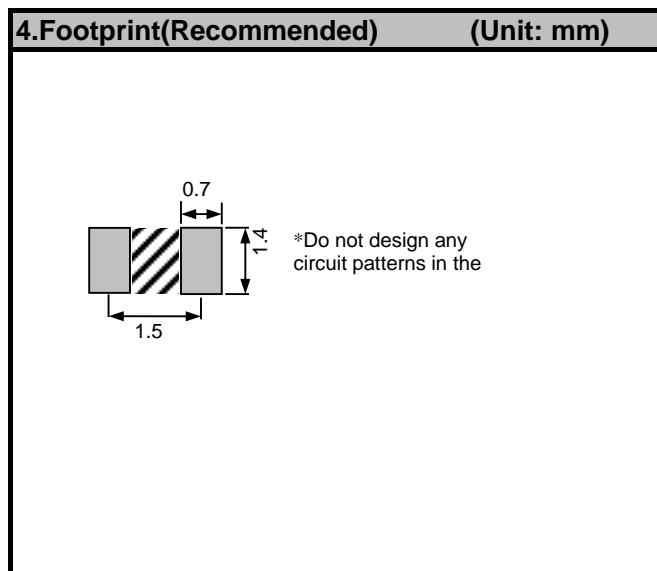 4.Footprint(Recommended) (Unit: mm)
0.7
1.4
*Do not design any
circuit patterns in the
1.5